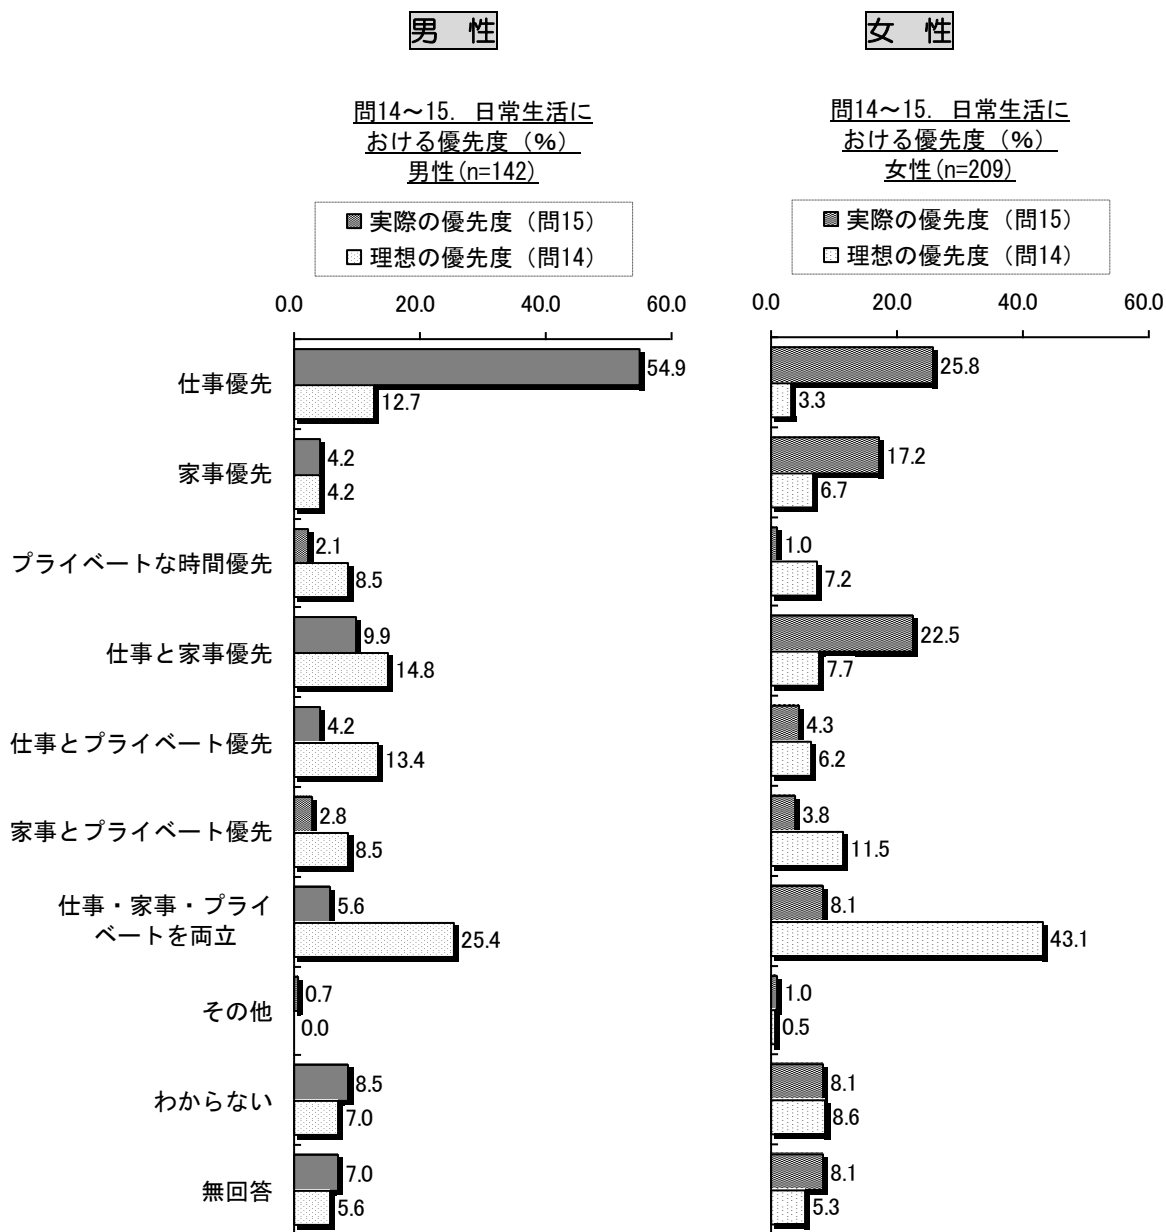 男 性
女 性
問14～15. 日常生活に
おける優先度（%）
男性(n=142)
問14～15. 日常生活に
おける優先度（%）
女性(n=209)
実際の優先度（問15）
理想の優先度（問14）
実際の優先度（問15）
理想の優先度（問14）
0.0 20.0 40.0 60.0
0.0 20.0 40.0 60.0
仕事優先
54.9
12.7
25.8
3.3
家事優先
4.2
4.2
17.2
6.7
プライベートな時間優先
2.1
8.5
1.0
7.2
仕事と家事優先
9.9
14.8
22.5
7.7
仕事とプライベート優先
4.2
13.4
4.3
6.2
家事とプライベート優先
2.8
8.5
3.8
11.5
仕事・家事・プライ
ベートを両立
5.6
25.4
8.1
43.1
その他
0.7
0.0
1.0
0.5
わからない
8.5
7.0
8.1
8.6
無回答
7.0
5.6
8.1
5.3